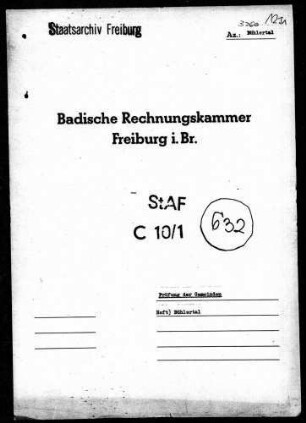 Staatsarchiv Freiburg
Az.: Bühlertal
Badische Rechnungskammer
Freiburg i. Br.
StAF
C 10/1
632
Prüfung der Gemeinden
Heft) Bühlertal